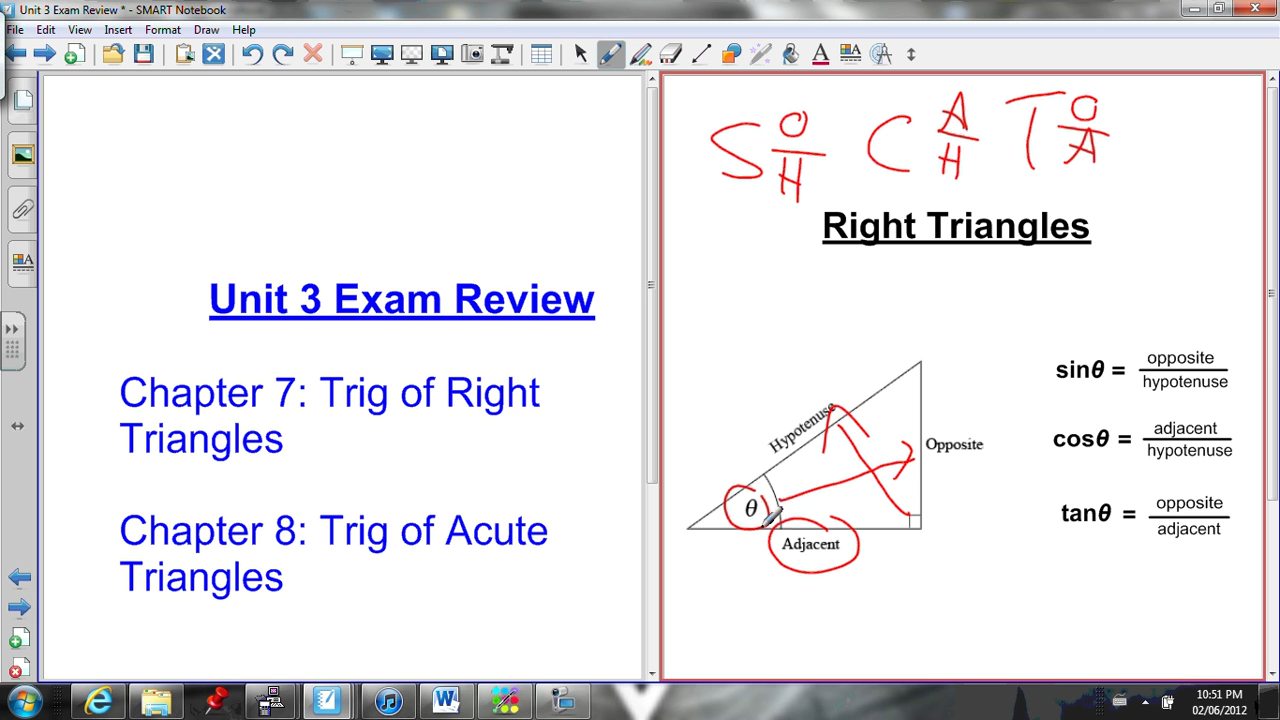 Unit 3 Exam Review * - SMART Notebook
File Edit View Insert Format Draw Help
Unit 3 Exam Review
Chapter 7: Trig of Right
Triangles
Chapter 8: Trig of Acute
Triangles
S O/H C A/H T O/A
Right Triangles
Hypotenuse
Opposite
θ
Adjacent
sinθ = opposite/hypotenuse
cosθ = adjacent/hypotenuse
tanθ = opposite/adjacent
10:51 PM
02/06/2012